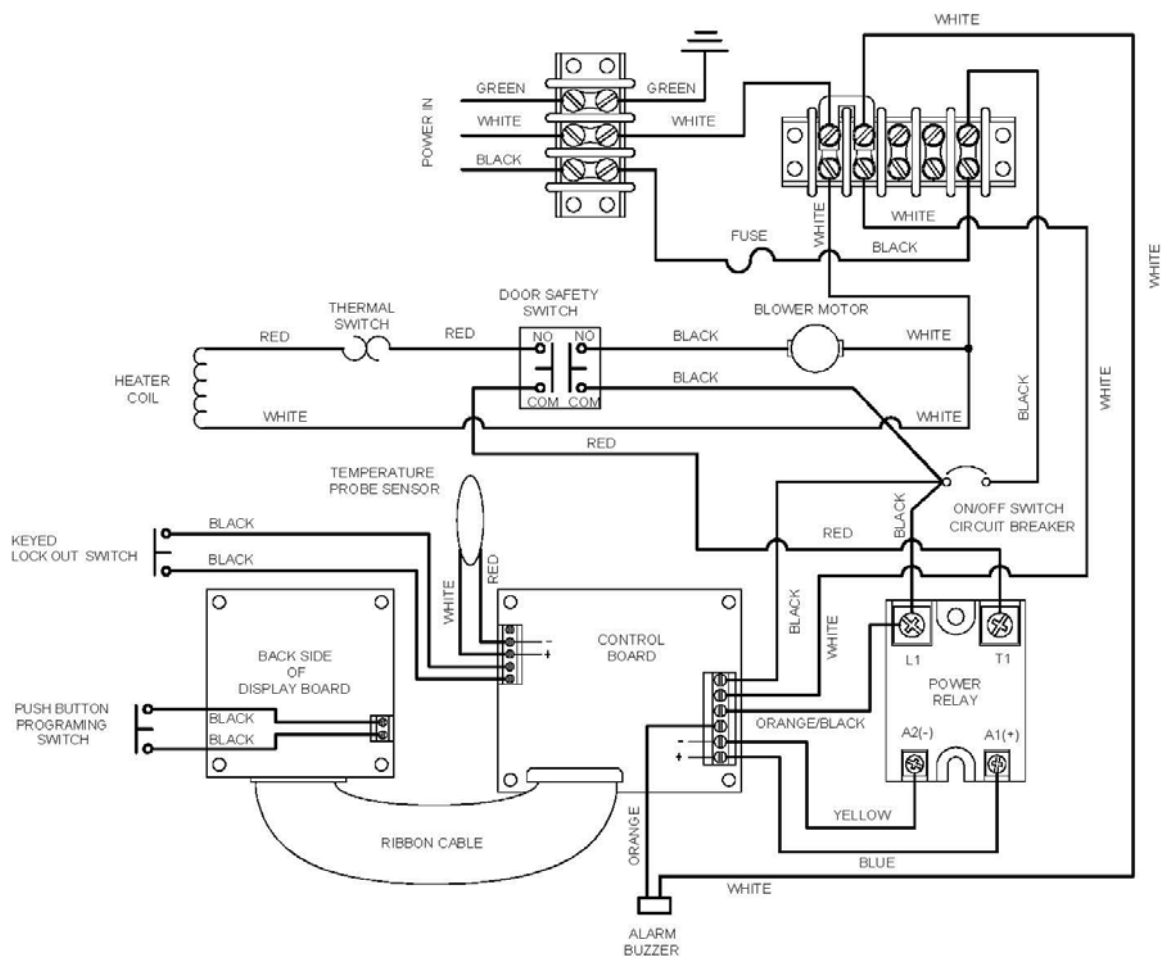 WHITE
GREEN
GREEN
POWER IN
WHITE
WHITE
BLACK
WHITE
WHITE
FUSE
BLACK
WHITE
DOOR SAFETY
SWITCH
THERMAL
SWITCH
BLOWER MOTOR
RED
RED
NO
NO
BLACK
WHITE
HEATER
COIL
COM
COM
BLACK
WHITE
WHITE
BLACK
WHITE
RED
TEMPERATURE
PROBE SENSOR
BLACK
KEYED
LOCK OUT SWITCH
BLACK
BLACK
ON/OFF SWITCH
CIRCUIT BREAKER
RED
WHITE
RED
BLACK
WHITE
CONTROL
BOARD
-
+
BACK SIDE
OF
DISPLAY BOARD
L1
T1
POWER
RELAY
PUSH BUTTON
PROGRAMING
SWITCH
BLACK
BLACK
ORANGE/BLACK
A2(-)
A1(+)
-
+
YELLOW
RIBBON CABLE
ORANGE
BLUE
WHITE
ALARM
BUZZER